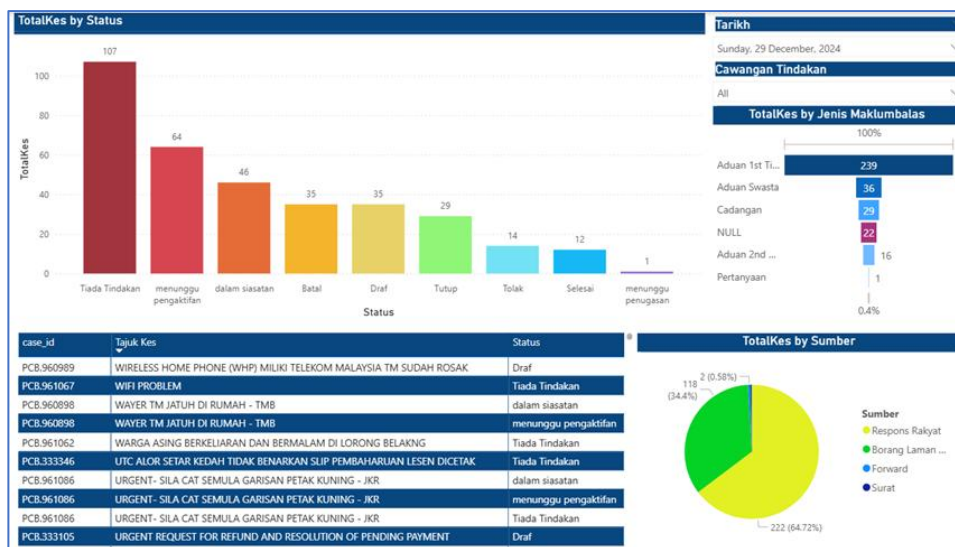 TotalKes by Status
107
64
46
35
35
29
14
12
1
100
80
60
40
20
0
TotalKes
Tiada Tindakan
menunggu pengaktifan
dalam siasatan
Batal
Draf
Tutup
Tolak
Selesai
menunggu penugasan
Status
Tarikh
Sunday, 29 December, 2024
Cawangan Tindakan
All
TotalKes by Jenis Maklumbalas
100%
Aduan 1st Ti... 239
Aduan Swasta 36
Cadangan 29
NULL 22
Aduan 2nd ... 16
Pertanyaan 1
0.4%
case_id Tajuk Kes Status
PCB.960989 WIRELESS HOME PHONE (WHP) MILIKI TELEKOM MALAYSIA TM SUDAH ROSAK Draf
PCB.961067 WIFI PROBLEM Tiada Tindakan
PCB.960898 WAYER TM JATUH DI RUMAH - TMB dalam siasatan
PCB.960898 WAYER TM JATUH DI RUMAH - TMB menunggu pengaktifan
PCB.961062 WARGA ASING BERKELIARAN DAN BERMALAM DI LORONG BELAKNG Tiada Tindakan
PCB.333346 UTC ALOR SETAR KEDAH TIDAK BENARKAN SLIP PEMBAHARUAN LESEN DICETAK Tiada Tindakan
PCB.961086 URGENT- SILA CAT SEMULA GARISAN PETAK KUNING - JKR dalam siasatan
PCB.961086 URGENT- SILA CAT SEMULA GARISAN PETAK KUNING - JKR menunggu pengaktifan
PCB.961086 URGENT- SILA CAT SEMULA GARISAN PETAK KUNING - JKR Tiada Tindakan
PCB.333105 URGENT REQUEST FOR REFUND AND RESOLUTION OF PENDING PAYMENT Draf
TotalKes by Sumber
2 (0.58%)
118
(34.4%)
222 (64.72%)
Sumber
Respons Rakyat
Borang Laman ...
Forward
Surat